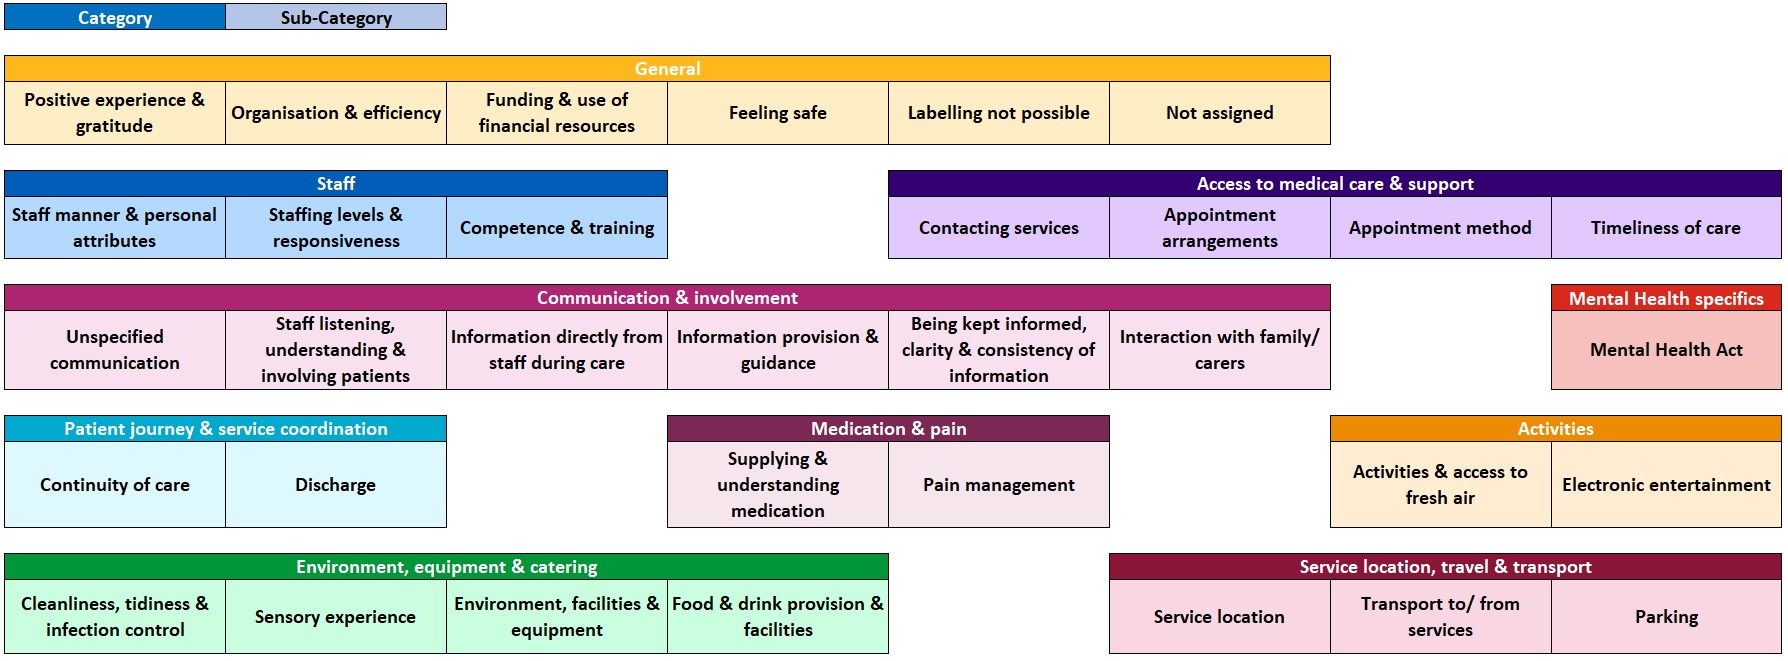 Category
Sub-Category
General
Positive experience &
gratitude
Organisation & efficiency
Funding & use of
financial resources
Feeling safe
Labelling not possible
Not assigned
Staff
Staff manner & personal
attributes
Staffing levels &
responsiveness
Competence & training
Access to medical care & support
Contacting services
Appointment
arrangements
Appointment method
Timeliness of care
Communication & involvement
Unspecified
communication
Staff listening,
understanding &
involving patients
Information directly from
staff during care
Information provision &
guidance
Being kept informed,
clarity & consistency of
information
Interaction with family/
carers
Mental Health specifics
Mental Health Act
Patient journey & service coordination
Continuity of care
Discharge
Medication & pain
Supplying &
understanding
medication
Pain management
Activities
Activities & access to
fresh air
Electronic entertainment
Environment, equipment & catering
Cleanliness, tidiness &
infection control
Sensory experience
Environment, facilities &
equipment
Food & drink provision &
facilities
Service location, travel & transport
Service location
Transport to/ from
services
Parking